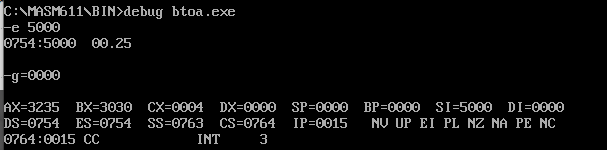 C:\MASM611\BIN>debug btoa.exe
-e 5000
0754:5000  00.25
-g=0000
AX=3235  BX=3030  CX=0004  DX=0000  SP=0000  BP=0000  SI=5000  DI=0000
DS=0754  ES=0754  SS=0763  CS=0764  IP=0015   NV UP EI PL NZ NA PE NC
0764:0015 CC            INT     3